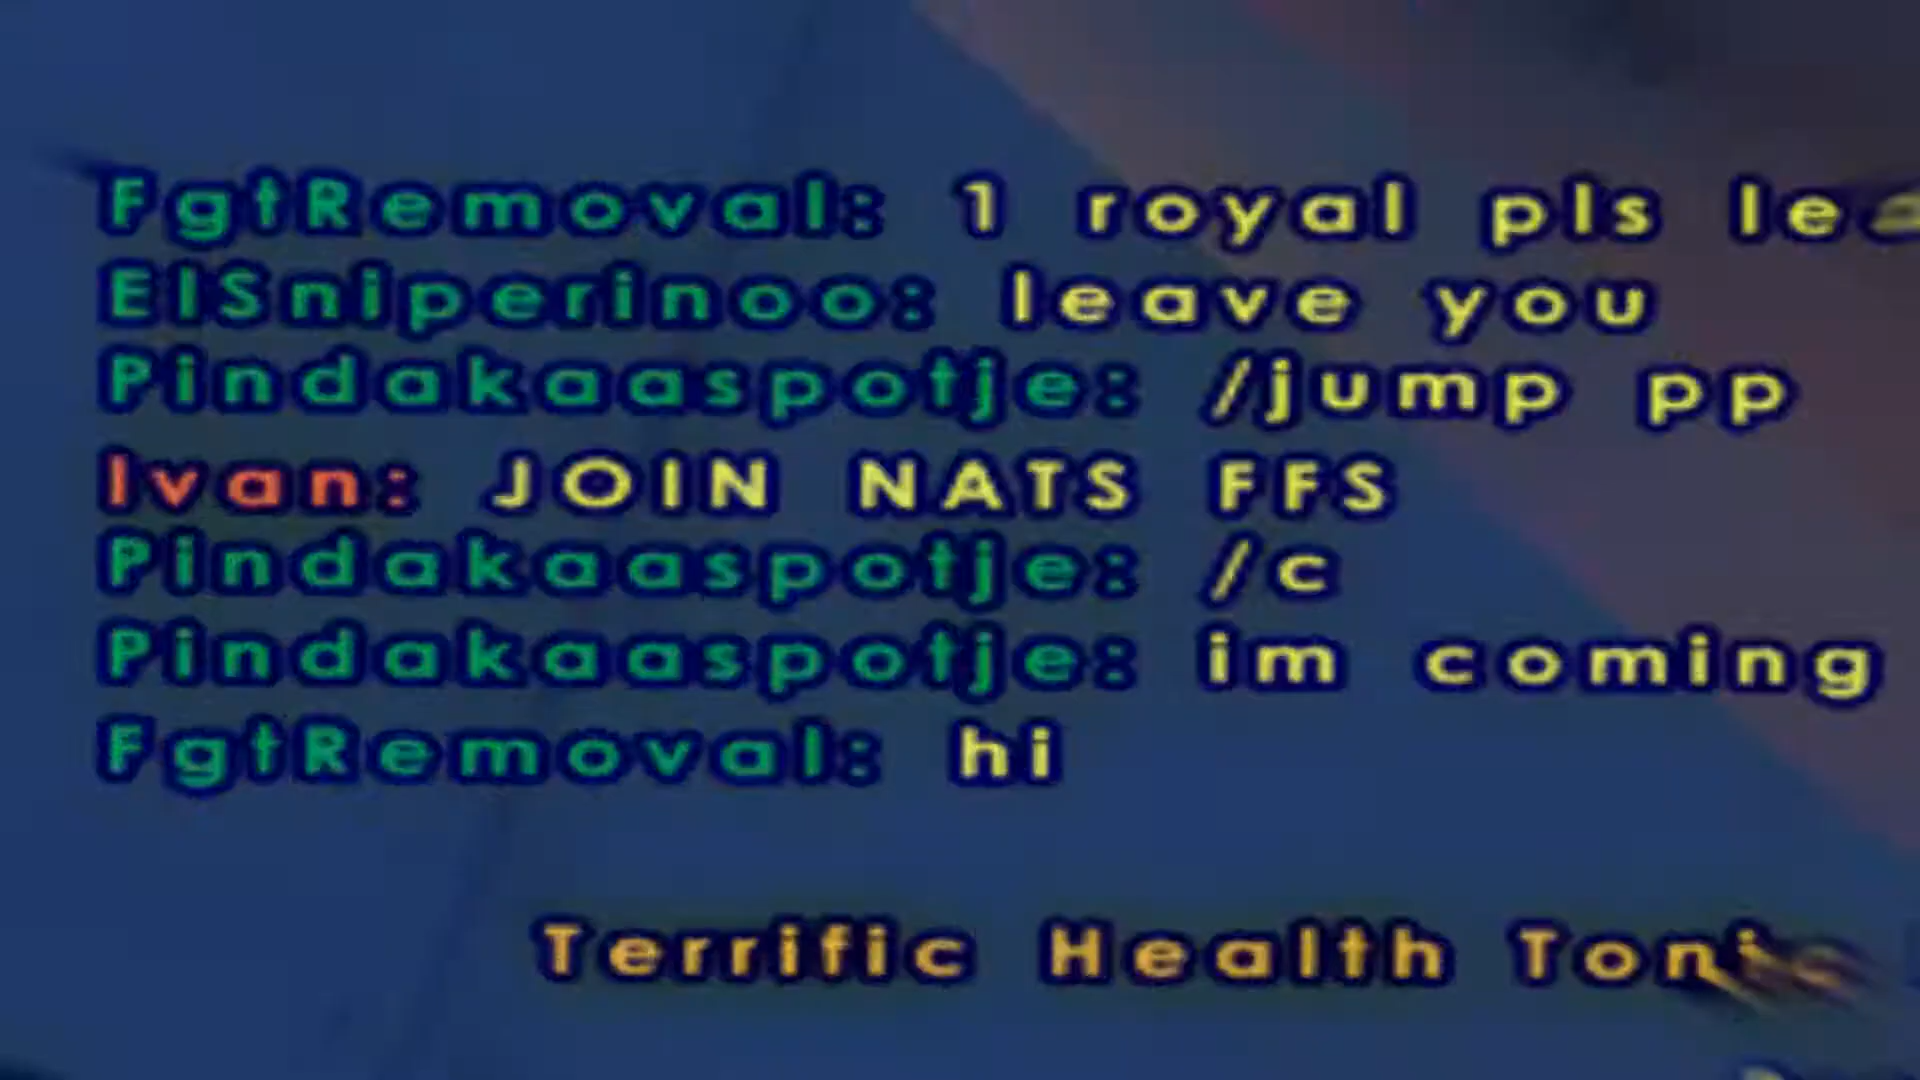 FgtRemoval: 1 royal pls
ElSniperinoo: leave you
Pindakaaspotje: /jump pp
Ivan: JOIN NATS FFS
Pindakaaspotje: /c
Pindakaaspotje: im coming
FgtRemoval: hi
Terrific Health